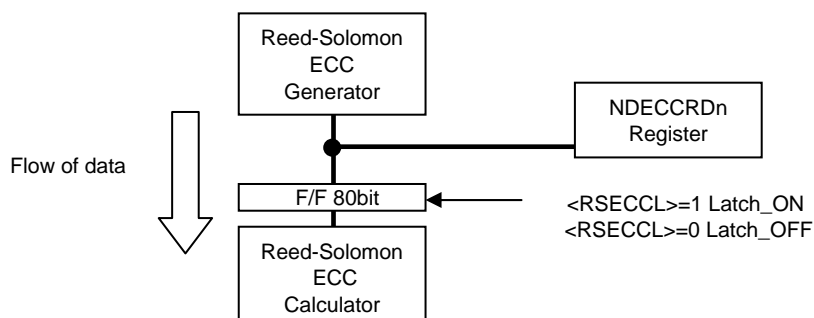 Reed-Solomon
ECC
Generator
NDECCRDn
Register
Flow of data
F/F 80bit
<RSECCL>=1 Latch_ON
<RSECCL>=0 Latch_OFF
Reed-Solomon
ECC
Calculator